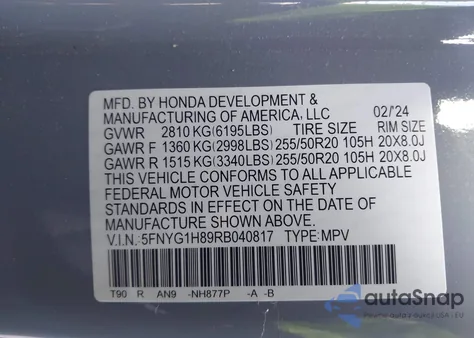 MFD. BY HONDA DEVELOPMENT &
MANUFACTURING OF AMERICA, LLC 02/'24
GVWR 2810 KG(6195LBS) TIRE SIZE RIM SIZE
GAWR F 1360 KG(2998LBS) 255/50R20 105H 20X8.0J
GAWR R 1515 KG(3340LBS) 255/50R20 105H 20X8.0J
THIS VEHICLE CONFORMS TO ALL APPLICABLE
FEDERAL MOTOR VEHICLE SAFETY
STANDARDS IN EFFECT ON THE DATE OF
MANUFACTURE SHOWN ABOVE.
V.I.N.:5FNYG1H89RB040817 TYPE:MPV
T90 R AN9 -NH877P -A -B
autoSnap